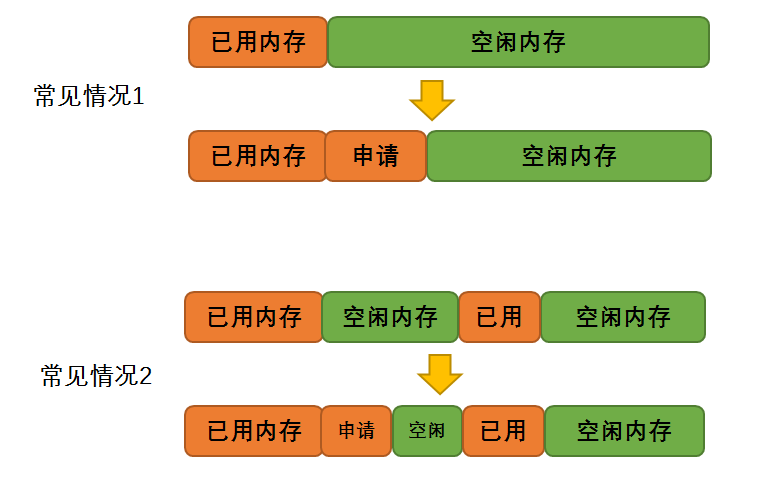 已用内存 空闲内存
常见情况1
已用内存 申请 空闲内存
已用内存 空闲内存 已用 空闲内存
常见情况2
已用内存 申请 空闲 已用 空闲内存